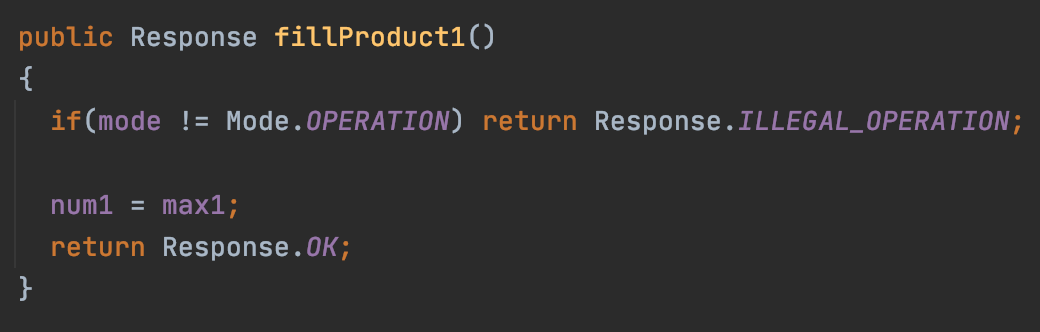 public Response fillProduct1()
{
if(mode != Mode.OPERATION) return Response.ILLEGAL_OPERATION;
num1 = max1;
return Response.OK;
}